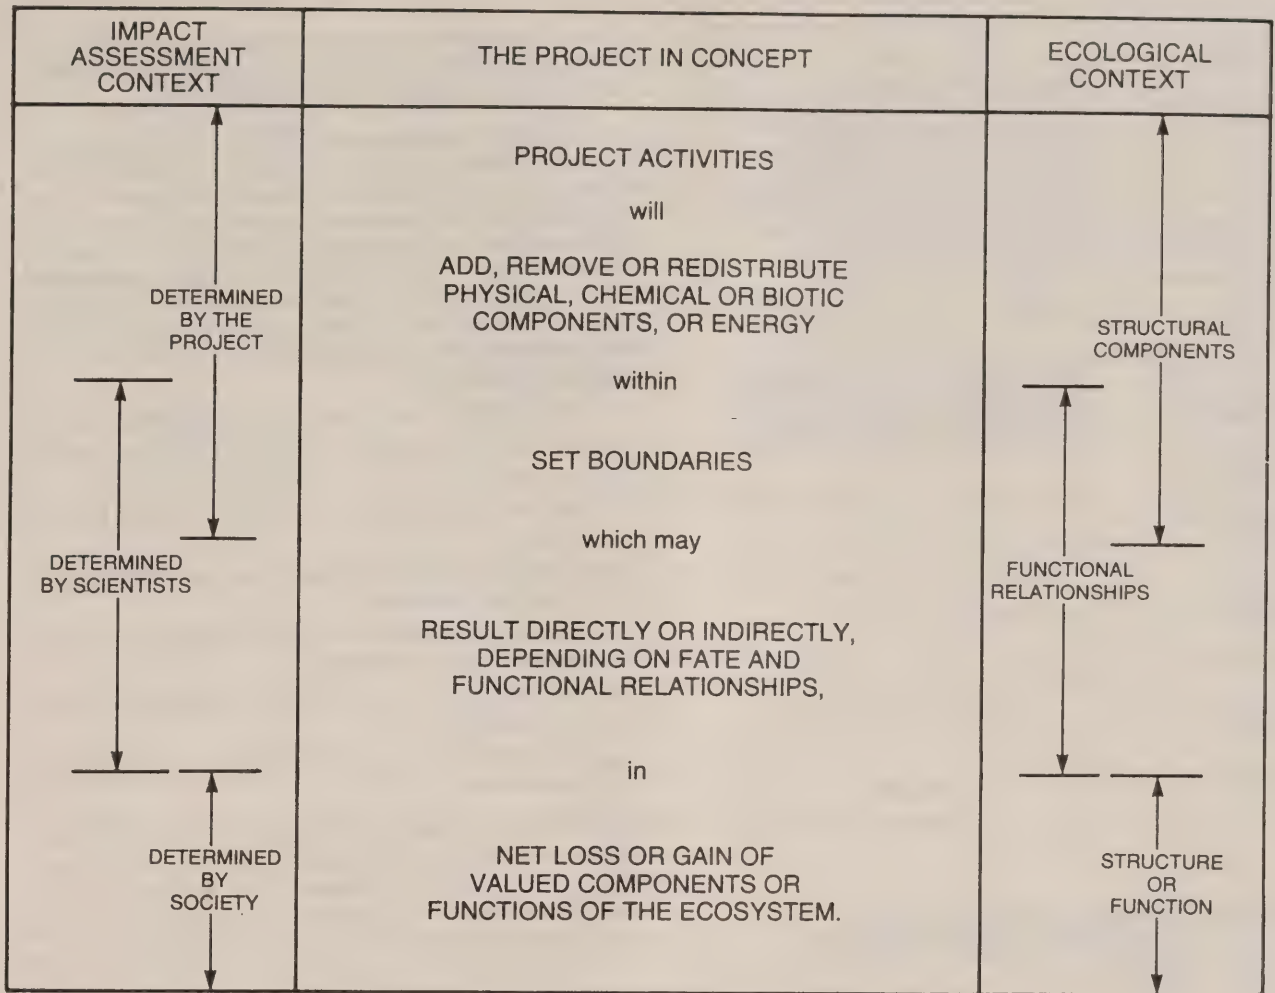 IMPACT
ASSESSMENT
CONTEXT
THE PROJECT IN CONCEPT
ECOLOGICAL
CONTEXT
DETERMINED
BY THE
PROJECT
DETERMINED
BY SCIENTISTS
DETERMINED
BY
SOCIETY
PROJECT ACTIVITIES
will
ADD, REMOVE OR REDISTRIBUTE
PHYSICAL, CHEMICAL OR BIOTIC
COMPONENTS, OR ENERGY
within
SET BOUNDARIES
which may
RESULT DIRECTLY OR INDIRECTLY,
DEPENDING ON FATE AND
FUNCTIONAL RELATIONSHIPS,
in
NET LOSS OR GAIN OF
VALUED COMPONENTS OR
FUNCTIONS OF THE ECOSYSTEM.
STRUCTURAL
COMPONENTS
FUNCTIONAL
RELATIONSHIPS
STRUCTURE
OR
FUNCTION